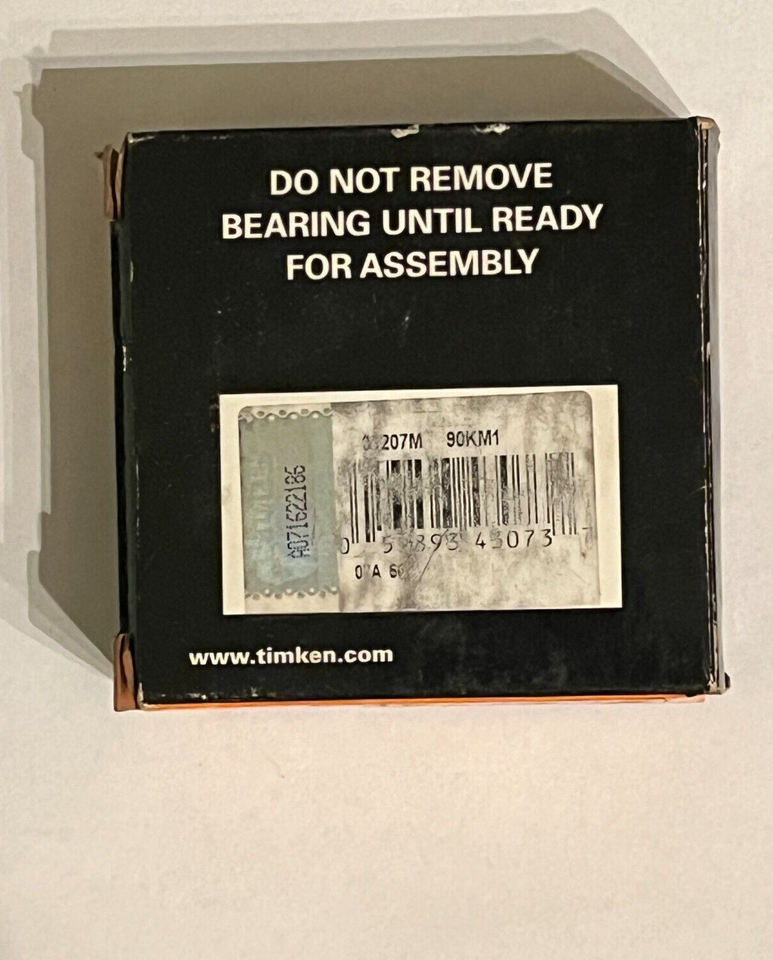 DO NOT REMOVE
BEARING UNTIL READY
FOR ASSEMBLY
90KM1
A071622186
www.timken.com